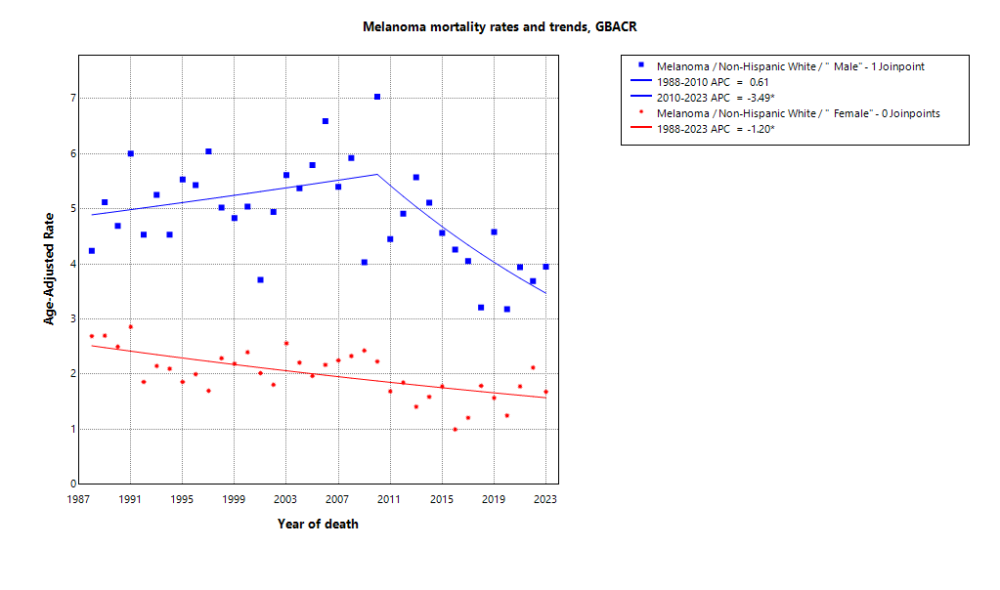 Melanoma mortality rates and trends, GBACR
Melanoma / Non-Hispanic White / " Male" - 1 Joinpoint
1988-2010 APC = 0.61
2010-2023 APC = -3.49*
Melanoma / Non-Hispanic White / " Female" - 0 Joinpoints
1988-2023 APC = -1.20*
Age-Adjusted Rate
7
6
5
4
3
2
1
0
1987 1991 1995 1999 2003 2007 2011 2015 2019 2023
Year of death